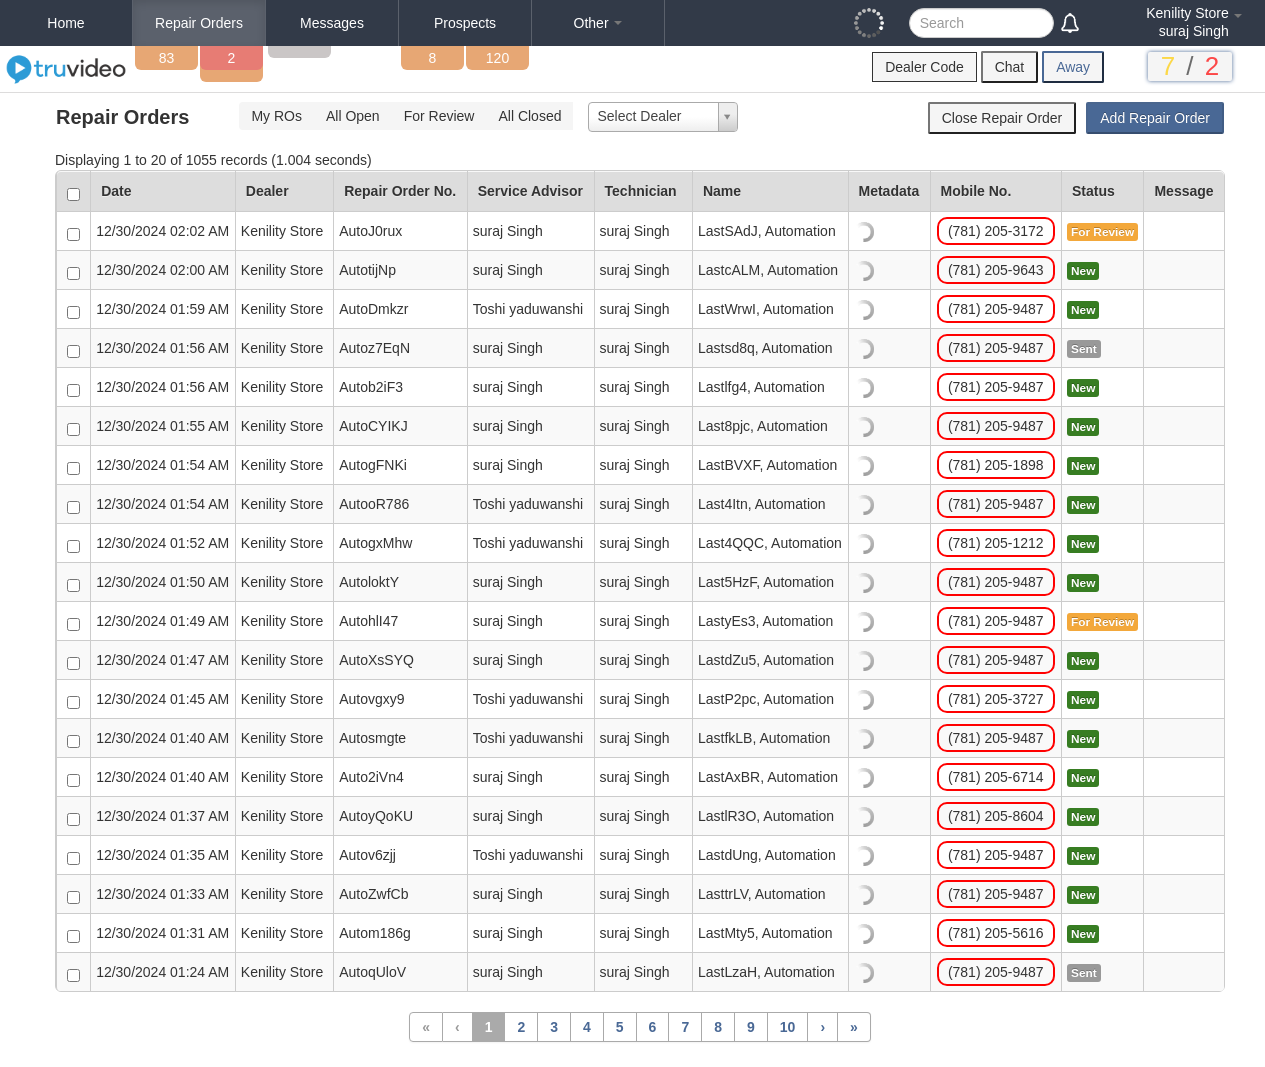 Home Repair Orders Messages Prospects Other Search Kenility Store
suraj Singh
83 2 8 120
truvideo Dealer Code Chat Away 7 / 2
Repair Orders My ROs All Open For Review All Closed Select Dealer Close Repair Order Add Repair Order
Displaying 1 to 20 of 1055 records (1.004 seconds)
Date Dealer Repair Order No. Service Advisor Technician Name Metadata Mobile No. Status Message
12/30/2024 02:02 AM Kenility Store AutoJ0rux suraj Singh suraj Singh LastSAdJ, Automation (781) 205-3172 For Review
12/30/2024 02:00 AM Kenility Store AutotijNp suraj Singh suraj Singh LastcALM, Automation (781) 205-9643 New
12/30/2024 01:59 AM Kenility Store AutoDmkzr Toshi yaduwanshi suraj Singh LastWrwI, Automation (781) 205-9487 New
12/30/2024 01:56 AM Kenility Store Autoz7EqN suraj Singh suraj Singh Lastsd8q, Automation (781) 205-9487 Sent
12/30/2024 01:56 AM Kenility Store Autob2iF3 suraj Singh suraj Singh Lastlfg4, Automation (781) 205-9487 New
12/30/2024 01:55 AM Kenility Store AutoCYIKJ suraj Singh suraj Singh Last8pjc, Automation (781) 205-9487 New
12/30/2024 01:54 AM Kenility Store AutogFNKi suraj Singh suraj Singh LastBVXF, Automation (781) 205-1898 New
12/30/2024 01:54 AM Kenility Store AutooR786 Toshi yaduwanshi suraj Singh Last4Itn, Automation (781) 205-9487 New
12/30/2024 01:52 AM Kenility Store AutogxMhw Toshi yaduwanshi suraj Singh Last4QQC, Automation (781) 205-1212 New
12/30/2024 01:50 AM Kenility Store AutoloktY suraj Singh suraj Singh Last5HzF, Automation (781) 205-9487 New
12/30/2024 01:49 AM Kenility Store AutohlI47 suraj Singh suraj Singh LastyEs3, Automation (781) 205-9487 For Review
12/30/2024 01:47 AM Kenility Store AutoXsSYQ suraj Singh suraj Singh LastdZu5, Automation (781) 205-9487 New
12/30/2024 01:45 AM Kenility Store Autovgxy9 Toshi yaduwanshi suraj Singh LastP2pc, Automation (781) 205-3727 New
12/30/2024 01:40 AM Kenility Store Autosmgte Toshi yaduwanshi suraj Singh LastfkLB, Automation (781) 205-9487 New
12/30/2024 01:40 AM Kenility Store Auto2iVn4 suraj Singh suraj Singh LastAxBR, Automation (781) 205-6714 New
12/30/2024 01:37 AM Kenility Store AutoyQoKU suraj Singh suraj Singh LastlR3O, Automation (781) 205-8604 New
12/30/2024 01:35 AM Kenility Store Autov6zjj Toshi yaduwanshi suraj Singh LastdUng, Automation (781) 205-9487 New
12/30/2024 01:33 AM Kenility Store AutoZwfCb suraj Singh suraj Singh LasttrLV, Automation (781) 205-9487 New
12/30/2024 01:31 AM Kenility Store Autom186g suraj Singh suraj Singh LastMty5, Automation (781) 205-5616 New
12/30/2024 01:24 AM Kenility Store AutoqUloV suraj Singh suraj Singh LastLzaH, Automation (781) 205-9487 Sent
« ‹ 1 2 3 4 5 6 7 8 9 10 › »